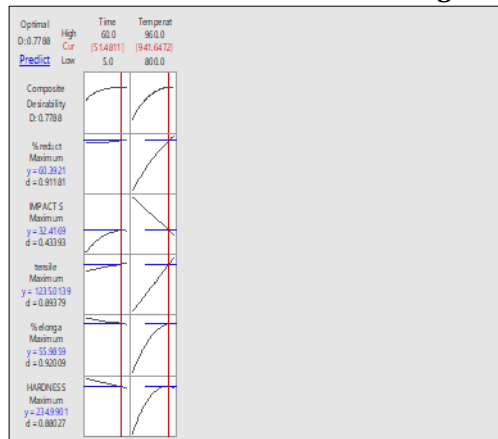 Optimal
D:0.7788
Predict
High
Cur
Low
Time
60.0
[51.4811]
5.0
Temperat
960.0
[941.6472]
800.0
Composite
Desirability
D: 0.7788
%reduct
Maximum
y = 60.3921
d = 0.91181
IMPACT S
Maximum
y = 32.4169
d = 0.43393
tensile
Maximum
y = 1235.0139
d = 0.89379
%elonga
Maximum
y = 55.9859
d = 0.92009
HARDNESS
Maximum
y = 234.9901
d = 0.88027